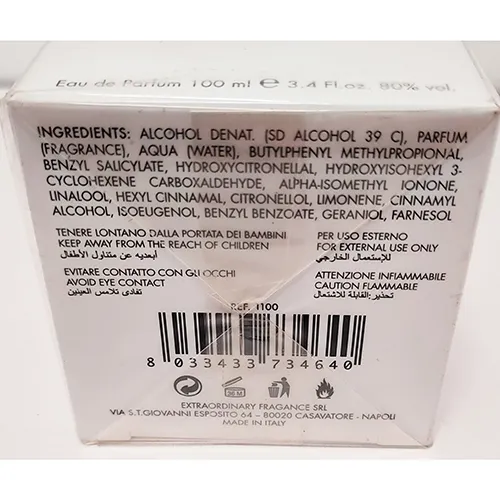 Eau de Parfum 100 ml e 3.4 Fl.oz. 80% vol.
INGREDIENTS: ALCOHOL DENAT. (SD ALCOHOL 39 C), PARFUM
(FRAGRANCE), AQUA (WATER), BUTYLPHENYL METHYLPROPIONAL,
BENZYL SALICYLATE, HYDROXYCITRONELLAL, HYDROXYISOHEXYL 3-
CYCLOHEXENE CARBOXALDEHYDE, ALPHA-ISOMETHYL IONONE,
LINALOOL, HEXYL CINNAMAL, CITRONELLOL, LIMONENE, CINNAMYL
ALCOHOL, ISOEUGENOL, BENZYL BENZOATE, GERANIOL, FARNESOL
TENERE LONTANO DALLA PORTATA DEI BAMBINI
KEEP AWAY FROM THE REACH OF CHILDREN
أبعديه عن متناول الأطفال
PER USO ESTERNO
FOR EXTERNAL USE ONLY
للإستعمال الخارجي
EVITARE CONTATTO CON GLI OCCHI
AVOID EYE CONTACT
تفادى تلامس العينين
ATTENZIONE INFIAMMABILE
CAUTION FLAMMABLE
تحذير: القابلة للاشتعال
REF. 1100
8 033433 734640
36 M
EXTRAORDINARY FRAGRANCE SRL
VIA S.T.GIOVANNI ESPOSITO 64 – 80020 CASAVATORE - NAPOLI
MADE IN ITALY